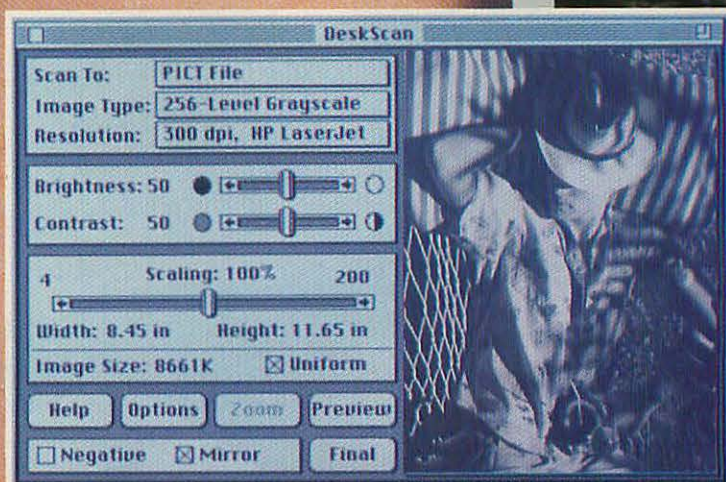 DeskScan
Scan To: PICT File
Image Type: 256-Level Grayscale
Resolution: 300 dpi, HP LaserJet
Brightness: 50
Contrast: 50
4 Scaling: 100% 200
Width: 8.45 in Height: 11.65 in
Image Size: 8661K Uniform
Help Options Zoom Preview
Negative Mirror Final